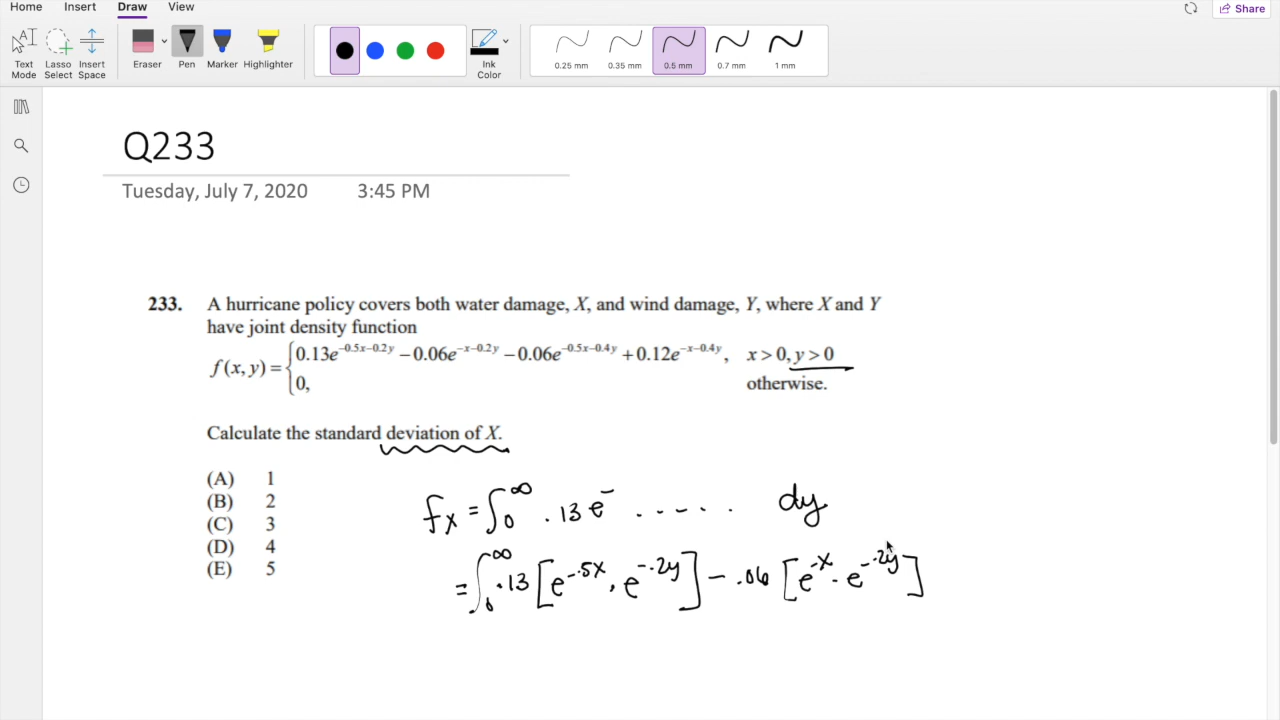 Home Insert Draw View
Share
Text Mode
Lasso Select
Insert Space
Eraser
Pen
Marker
Highlighter
Ink Color
0.25 mm
0.35 mm
0.5 mm
0.7 mm
1 mm
Q233
Tuesday, July 7, 2020 3:45 PM
233. A hurricane policy covers both water damage, X, and wind damage, Y, where X and Y
have joint density function
f(x, y) = { 0.13e^{-0.5x-0.2y} - 0.06e^{-x-0.2y} - 0.06e^{-0.5x-0.4y} + 0.12e^{-x-0.4y}, x > 0, y > 0
0, otherwise.
Calculate the standard deviation of X.
(A) 1
(B) 2
(C) 3
(D) 4
(E) 5
fx = ∫_0^∞ .13 e^- ...... dy
= ∫_0^∞ .13 [e^{-.5x} . e^{-.2y}] - .06 [e^{-x} . e^{-.2y}]